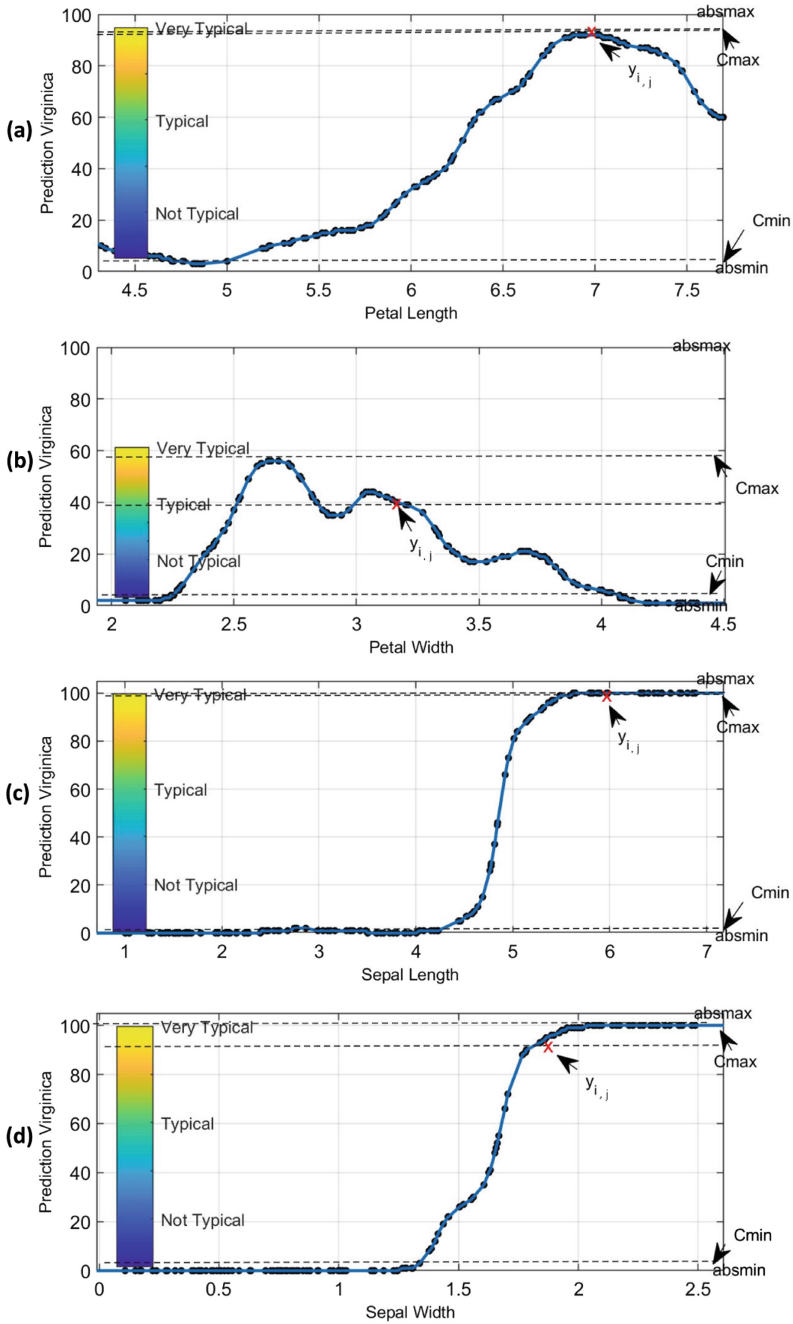 absmax
100
Very Typical
Cmax
80
y i , j
Prediction Virginica
(a)
60
Typical
40
Not Typical
20
Cmin
0
absmin
4.5 5 5.5 6 6.5 7 7.5
Petal Length
100
absmax
80
Prediction Virginica
(b)
60
Very Typical
Cmax
40
Typical
y i , j
20
Not Typical
Cmin
0
absmin
2 2.5 3 3.5 4 4.5
Petal Width
absmax
100
Very Typical
Cmax
y i , j
80
Prediction Virginica
(c)
60
Typical
40
20
Not Typical
Cmin
0
absmin
1 2 3 4 5 6 7
Sepal Length
absmax
100
Very Typical
Cmax
y i , j
80
Prediction Virginica
(d)
60
Typical
40
20
Not Typical
Cmin
0
absmin
0 0.5 1 1.5 2 2.5
Sepal Width